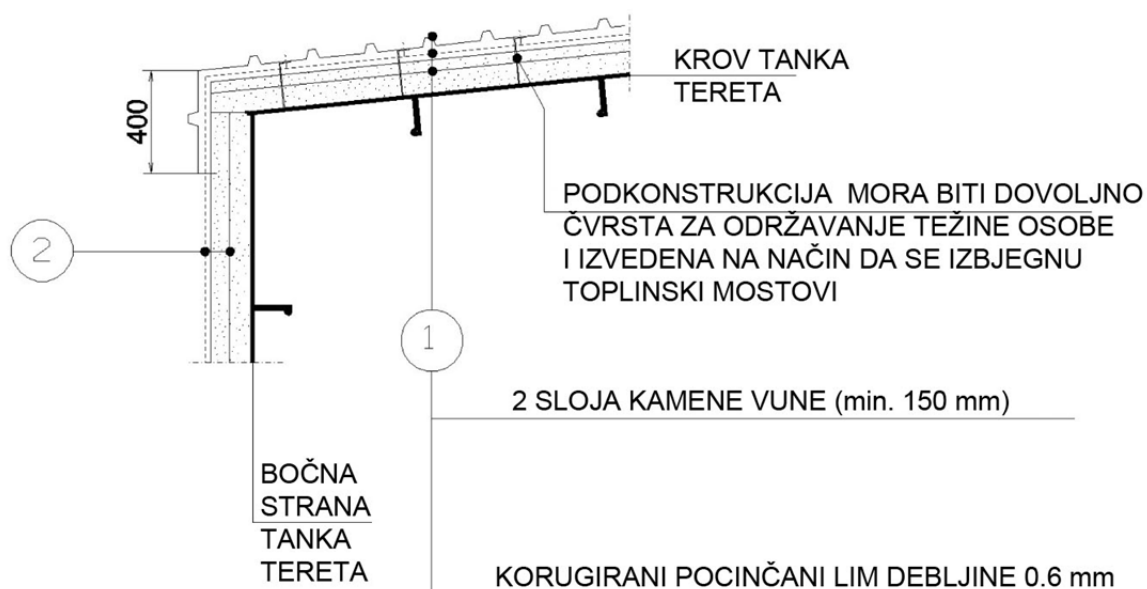 KROV TANKA
TERETA
400
PODKONSTRUKCIJA MORA BITI DOVOLJNO
ČVRSTA ZA ODRŽAVANJE TEŽINE OSOBE
I IZVEDENA NA NAČIN DA SE IZBJEGNU
TOPLINSKI MOSTOVI
2
1
2 SLOJA KAMENE VUNE (min. 150 mm)
BOČNA
STRANA
TANKA
TERETA
KORUGIRANI POCINČANI LIM DEBLJINE 0.6 mm